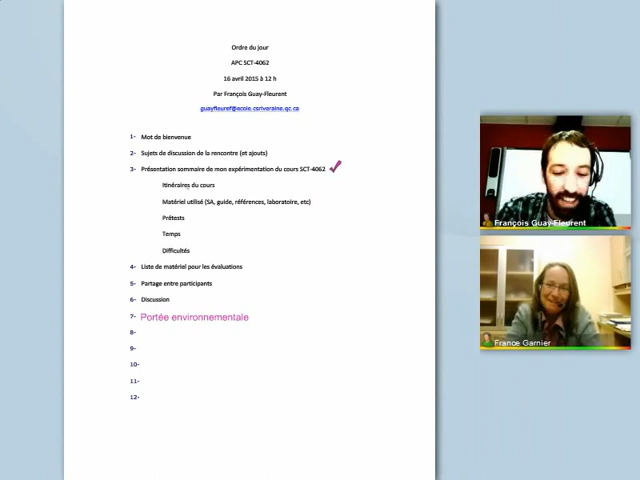 Ordre du jour
APC SCT-4062
16 avril 2015 à 12 h
Par François Guay-Fleurent
guayfleuref@ecole.csriveraine.qc.ca
1- Mot de bienvenue
2- Sujets de discussion de la rencontre (et ajouts)
3- Présentation sommaire de mon expérimentation du cours SCT-4062
Itinéraires du cours
Matériel utilisé (SA, guide, références, laboratoire, etc)
Prétests
Temps
Difficultés
4- Liste de matériel pour les évaluations
5- Partage entre participants
6- Discussion
7- Portée environnementale
8-
9-
10-
11-
12-
François Guay-Fleurent
France Garnier